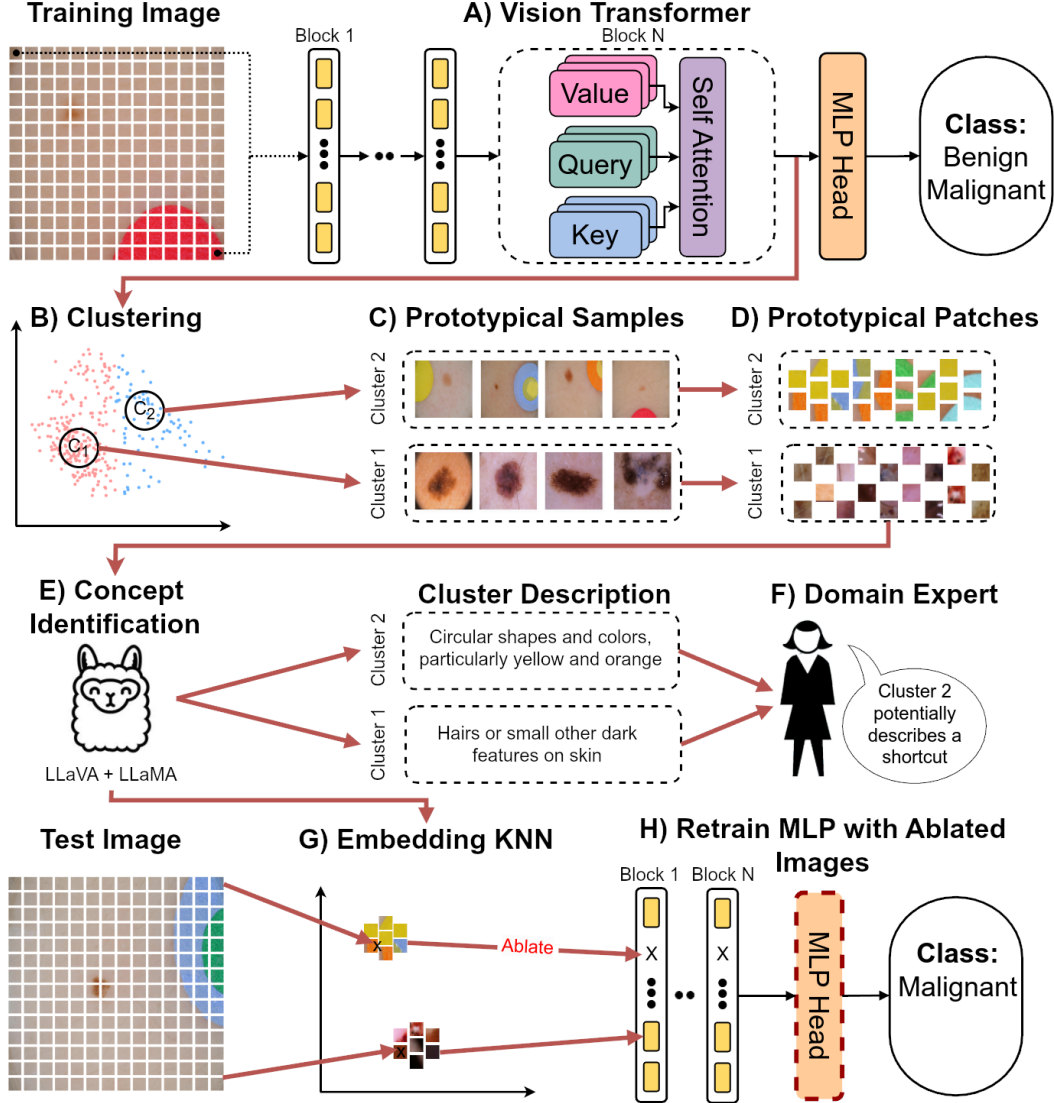 Training Image
A) Vision Transformer
Block 1
Block N
Value
Query
Key
Self Attention
MLP Head
Class:
Benign
Malignant
B) Clustering
C) Prototypical Samples
D) Prototypical Patches
C1
C2
Cluster 2
Cluster 1
Cluster 2
Cluster 1
E) Concept
Identification
LLaVA + LLaMA
Cluster Description
Cluster 2
Circular shapes and colors,
particularly yellow and orange
Cluster 1
Hairs or small other dark
features on skin
F) Domain Expert
Cluster 2
potentially
describes a
shortcut
Test Image
G) Embedding KNN
X
X
Ablate
H) Retrain MLP with Ablated
Images
Block 1
Block N
X
X
MLP Head
Class:
Malignant